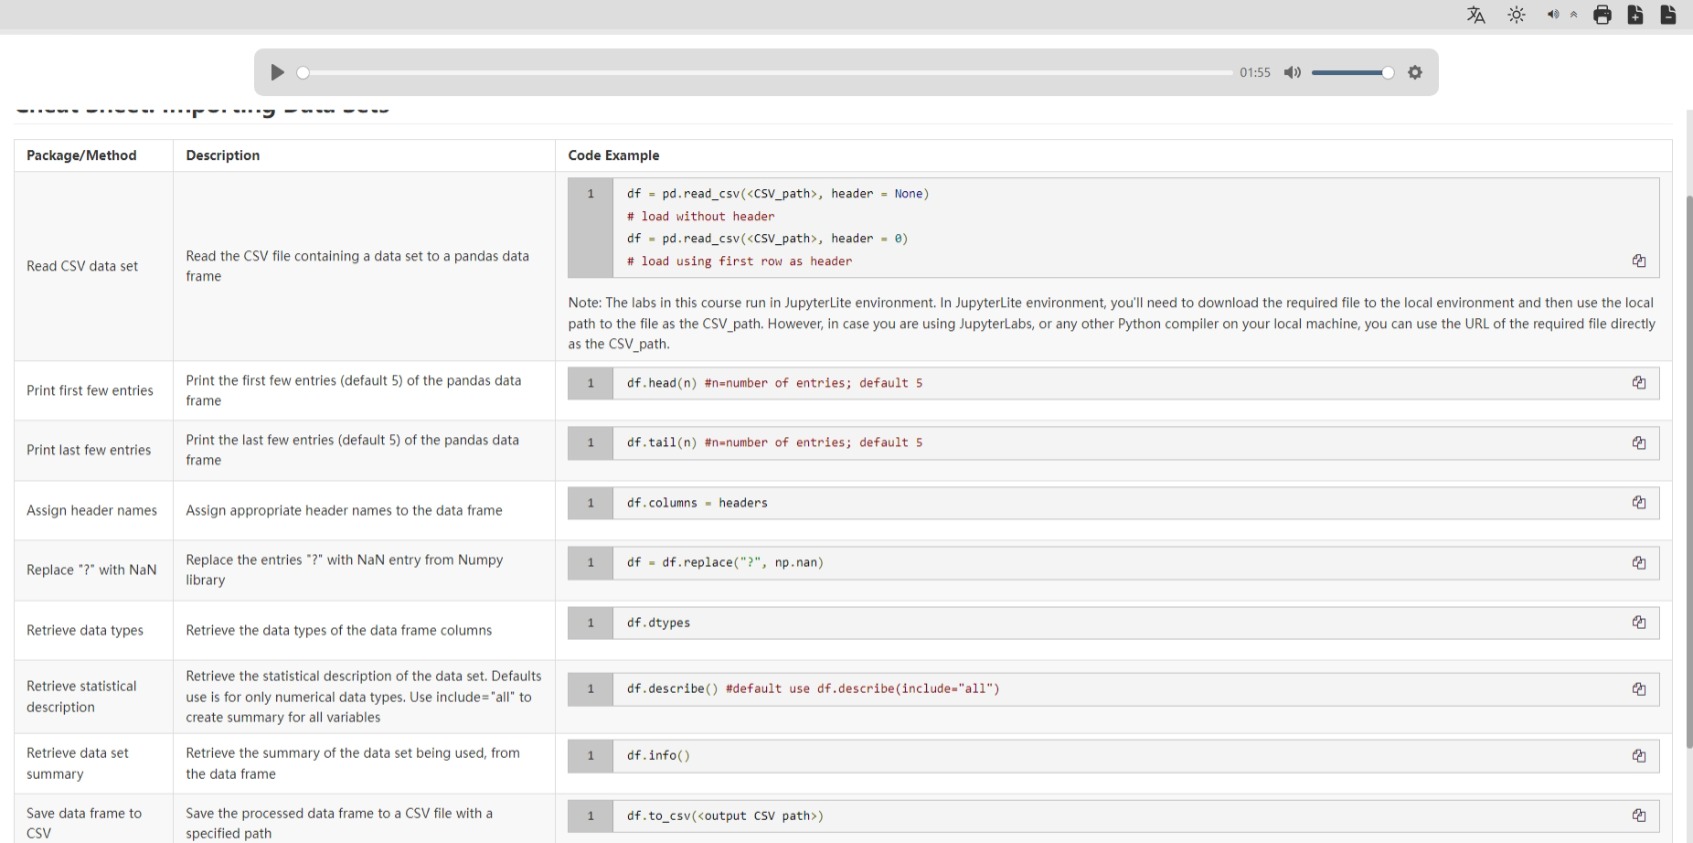 01:55
Cheat Sheet: Importing Data Sets
Package/Method
Description
Code Example
Read CSV data set
Read the CSV file containing a data set to a pandas data
frame
1
df = pd.read_csv(<CSV_path>, header = None)
# load without header
df = pd.read_csv(<CSV_path>, header = 0)
# load using first row as header
Note: The labs in this course run in JupyterLite environment. In JupyterLite environment, you'll need to download the required file to the local environment and then use the local
path to the file as the CSV_path. However, in case you are using JupyterLabs, or any other Python compiler on your local machine, you can use the URL of the required file directly
as the CSV_path.
Print first few entries
Print the first few entries (default 5) of the pandas data
frame
1
df.head(n) #n=number of entries; default 5
Print last few entries
Print the last few entries (default 5) of the pandas data
frame
1
df.tail(n) #n=number of entries; default 5
Assign header names
Assign appropriate header names to the data frame
1
df.columns = headers
Replace "?" with NaN
Replace the entries "?" with NaN entry from Numpy
library
1
df = df.replace("?", np.nan)
Retrieve data types
Retrieve the data types of the data frame columns
1
df.dtypes
Retrieve statistical
description
Retrieve the statistical description of the data set. Defaults
use is for only numerical data types. Use include="all" to
create summary for all variables
1
df.describe() #default use df.describe(include="all")
Retrieve data set
summary
Retrieve the summary of the data set being used, from
the data frame
1
df.info()
Save data frame to
CSV
Save the processed data frame to a CSV file with a
specified path
1
df.to_csv(<output CSV path>)